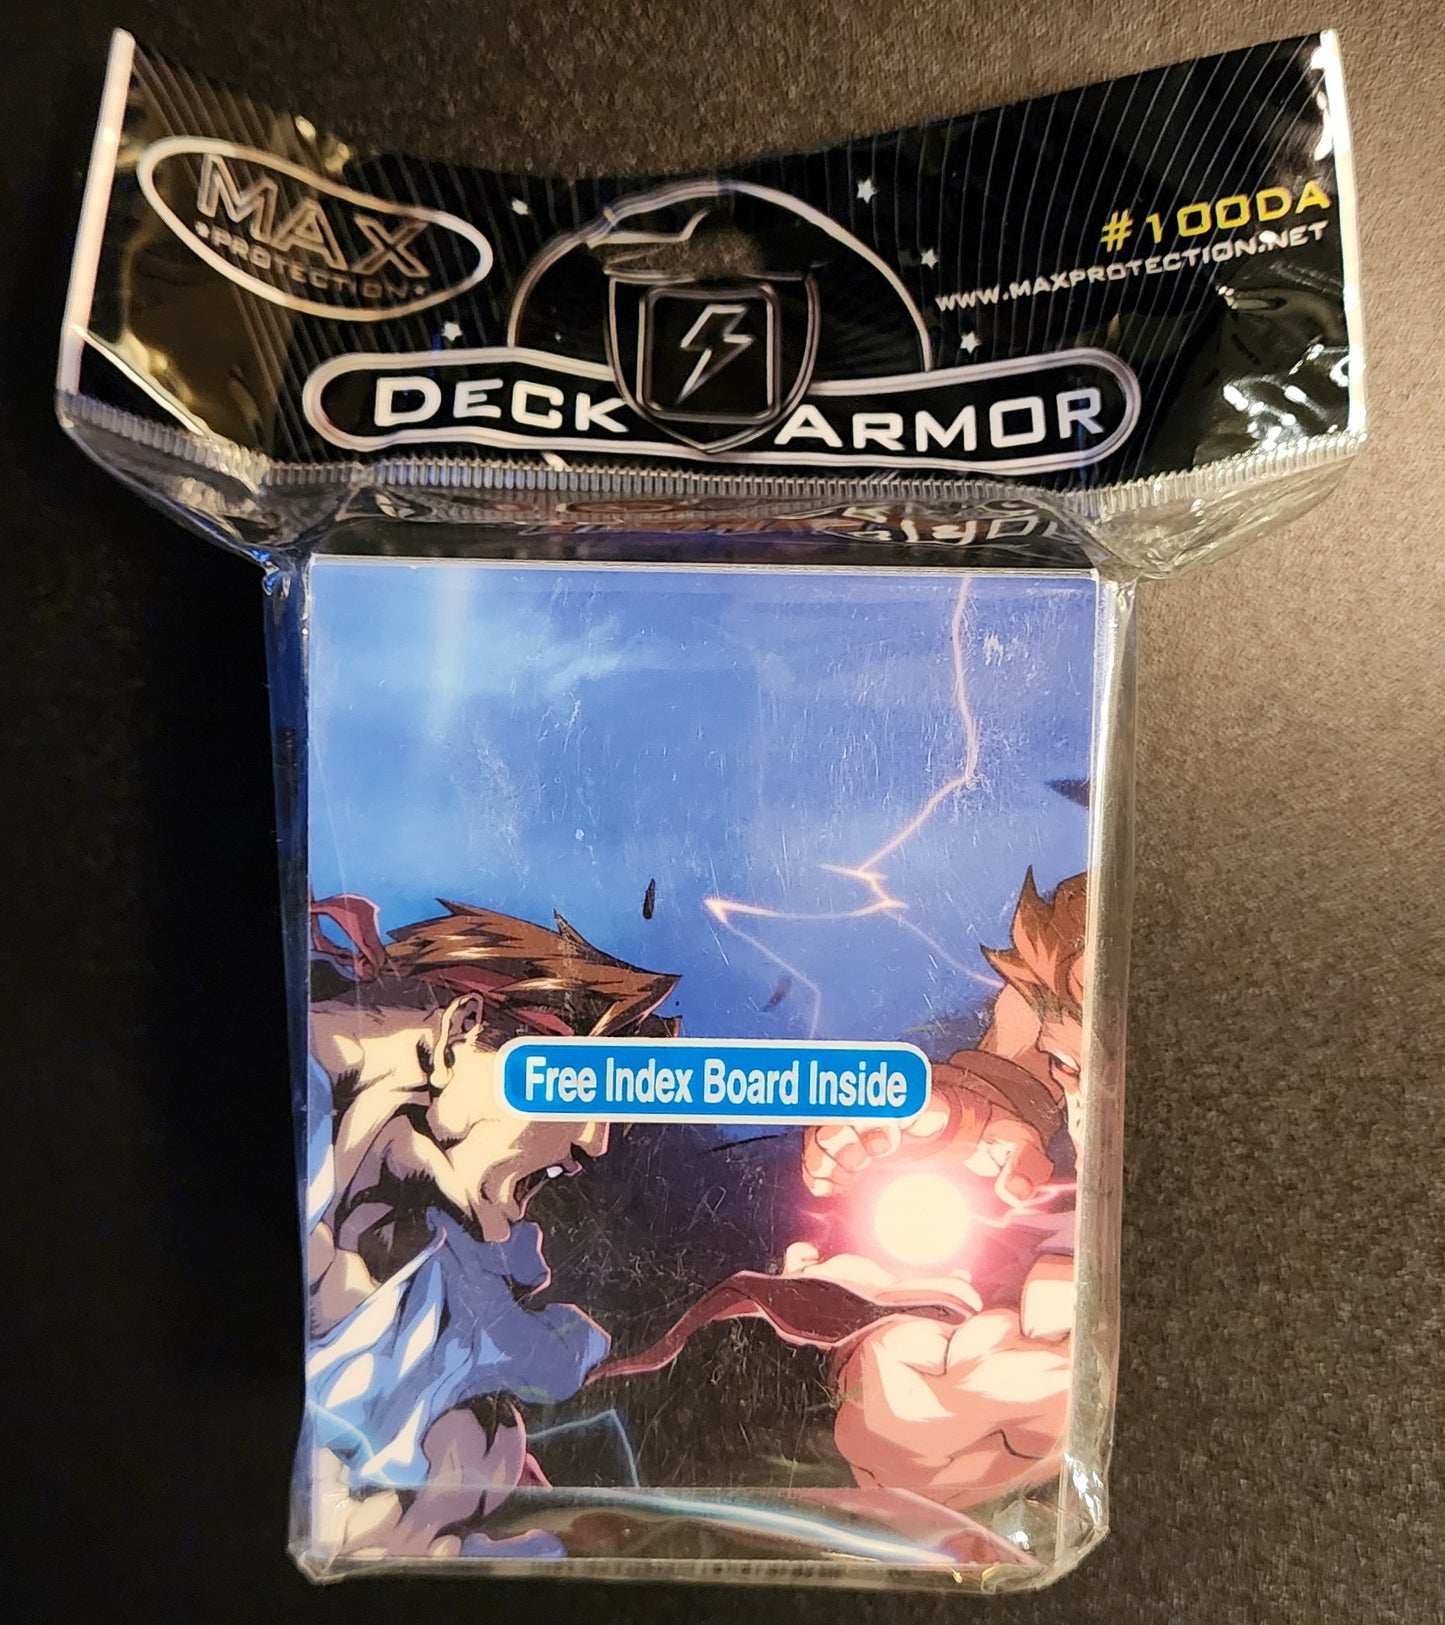 MAX
PROTECTION
#100DA
WWW.MAXPROTECTION.NET
DECK ARMOR
Free Index Board Inside